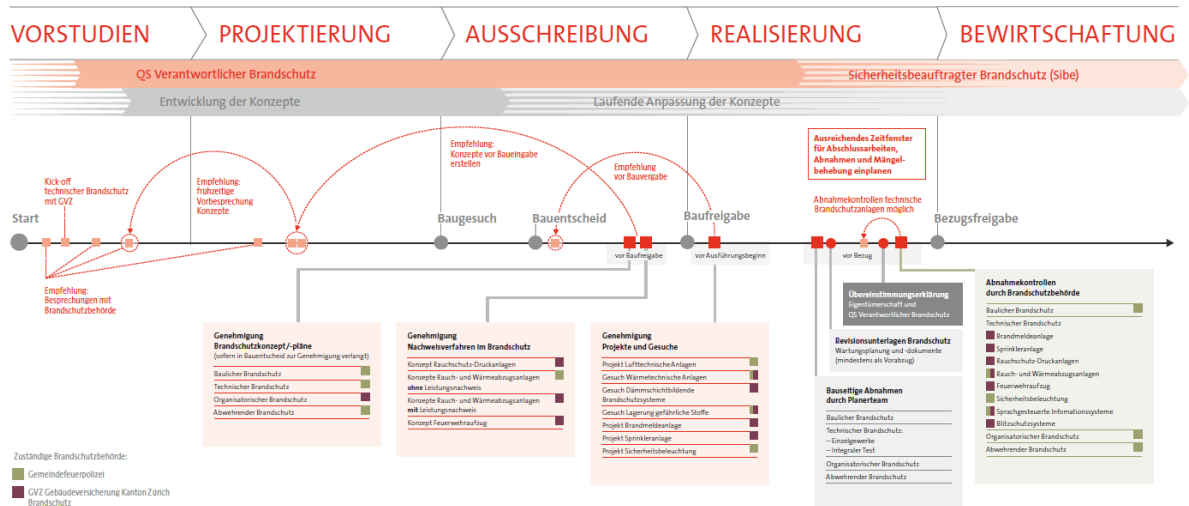 VORSTUDIEN
PROJEKTIERUNG
AUSSCHREIBUNG
REALISIERUNG
BEWIRTSCHAFTUNG
QS Verantwortlicher Brandschutz
Sicherheitsbeauftragter Brandschutz (Sibe)
Entwicklung der Konzepte
Laufende Anpassung der Konzepte
Kick-off
technischer Brandschutz
mit GVZ
Empfehlung:
frühzeitige
Vorbesprechung
Konzepte
Empfehlung:
Konzepte vor Baueingabe
erstellen
Empfehlung
vor Bauvergabe
Ausreichendes Zeitfenster
für Abschlussarbeiten,
Abnahmen und Mängel-
behebung einplanen
Abnahmekontrollen technische
Brandschutzanlagen möglich
Start
Baugesuch
Bauentscheid
Baufreigabe
Bezugsfreigabe
vor Baufreigabe
vor Ausführungsbeginn
vor Bezug
Empfehlung:
Besprechungen mit
Brandschutzbehörde
Genehmigung
Brandschutzkonzept/-pläne
(sofern in Bauentscheid zur Genehmigung verlangt)
Baulicher Brandschutz
Technischer Brandschutz
Organisatorischer Brandschutz
Abwehrender Brandschutz
Genehmigung
Nachweisverfahren im Brandschutz
Konzept Rauchschutz-Druckanlagen
Konzepte Rauch- und Wärmeabzugsanlagen
ohne Leistungsnachweis
Konzepte Rauch- und Wärmeabzugsanlagen
mit Leistungsnachweis
Konzept Feuerwehraufzug
Genehmigung
Projekte und Gesuche
Projekt Lufttechnische Anlagen
Gesuch Wärmetechnische Anlagen
Gesuch Dämmschichtbildende
Brandschutzsysteme
Gesuch Lagerung gefährliche Stoffe
Projekt Brandmeldeanlage
Projekt Sprinkleranlage
Projekt Sicherheitsbeleuchtung
Übereinstimmungserklärung
Eigentümerschaft und
QS Verantwortlicher Brandschutz
Revisionsunterlagen Brandschutz
Wartungsplanung und -dokumente
(mindestens als Vorabzug)
Bauseitige Abnahmen
durch Planerteam
Baulicher Brandschutz
Technischer Brandschutz:
– Einzelgewerke
– Integraler Test
Organisatorischer Brandschutz
Abwehrender Brandschutz
Abnahmekontrollen
durch Brandschutzbehörde
Baulicher Brandschutz
Technischer Brandschutz
Brandmeldeanlage
Sprinkleranlage
Rauchschutz-Druckanlagen
Rauch- und Wärmeabzugsanlagen
Feuerwehraufzug
Sicherheitsbeleuchtung
Sprachgesteuerte Infomationssysteme
Blitzschutzsysteme
Organisatorischer Brandschutz
Abwehrender Brandschutz
Zuständige Brandschutzbehörde:
Gemeindefeuerpolizei
GVZ Gebäudeversicherung Kanton Zürich
Brandschutz